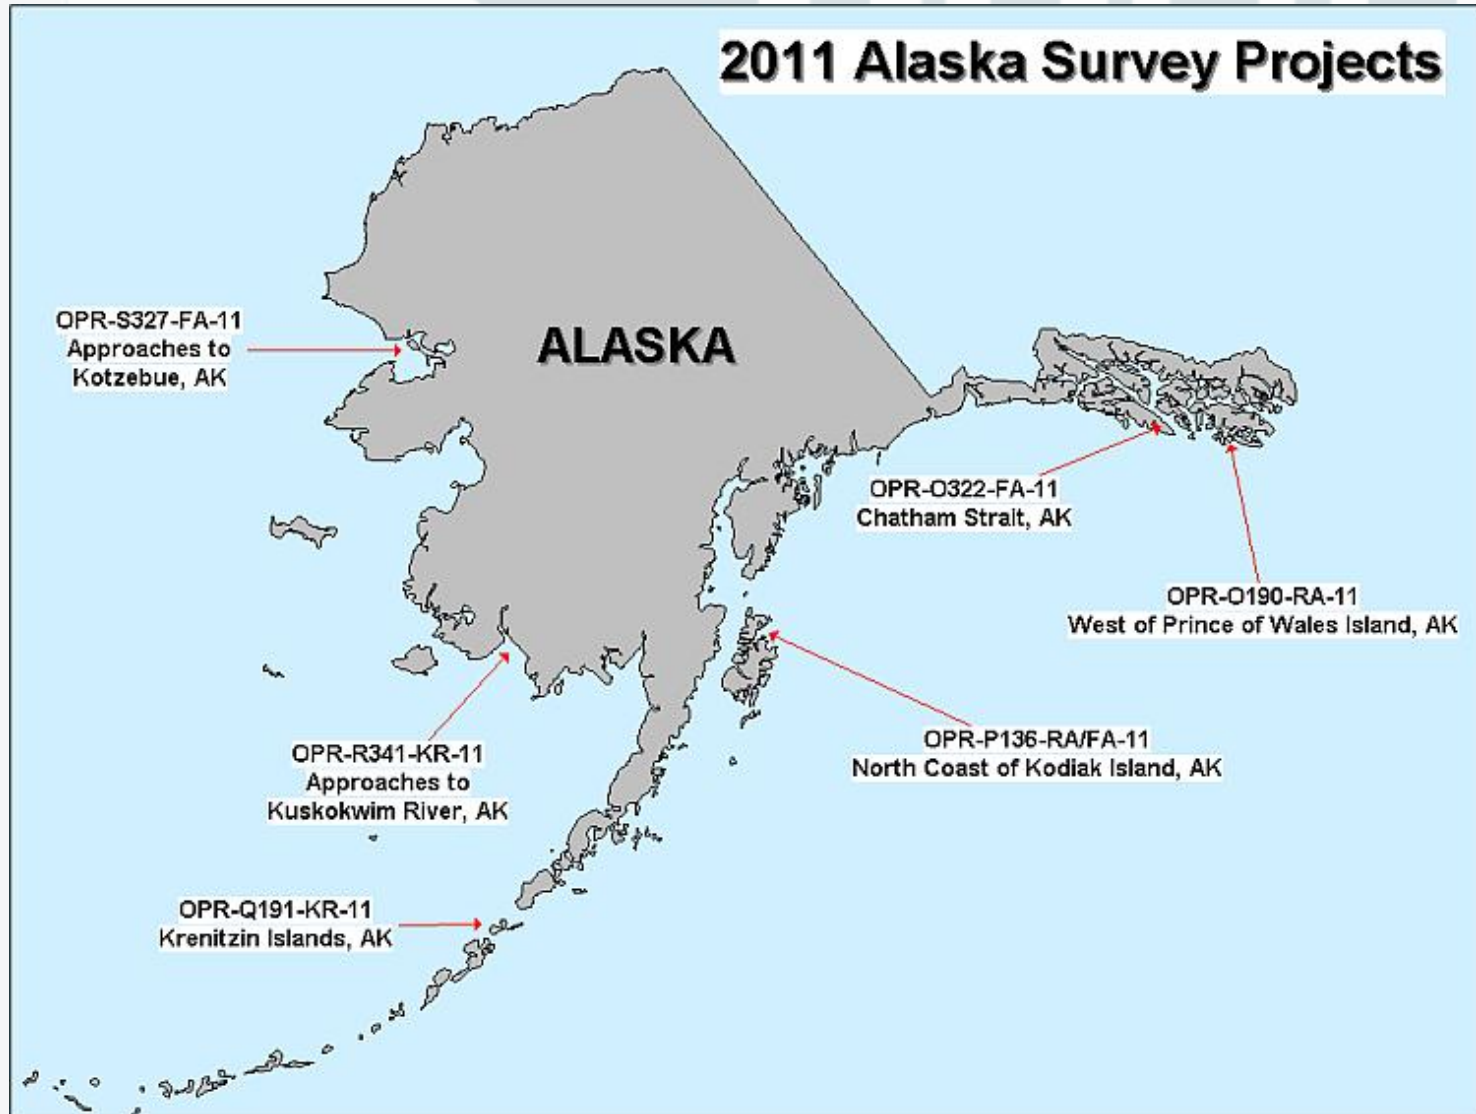 2011 Alaska Survey Projects
OPR-S327-FA-11
Approaches to
Kotzebue, AK
ALASKA
OPR-O322-FA-11
Chatham Strait, AK
OPR-O190-RA-11
West of Prince of Wales Island, AK
OPR-R341-KR-11
Approaches to
Kuskokwim River, AK
OPR-P136-RA/FA-11
North Coast of Kodiak Island, AK
OPR-Q191-KR-11
Krenitzin Islands, AK